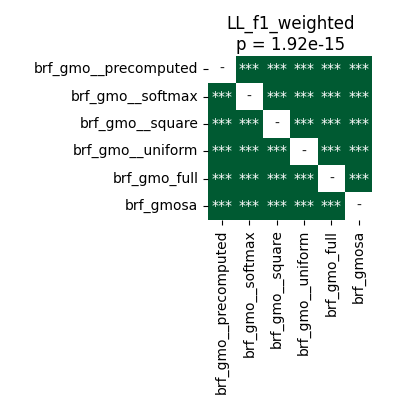 LL_f1_weighted
p = 1.92e-15
brf_gmo__precomputed - *** *** *** *** ***
brf_gmo__softmax *** - *** *** *** ***
brf_gmo__square *** *** - *** *** ***
brf_gmo__uniform *** *** *** - *** ***
brf_gmo_full *** *** *** *** - ***
brf_gmosa *** *** *** *** *** -
brf_gmo__precomputed
brf_gmo__softmax
brf_gmo__square
brf_gmo__uniform
brf_gmo_full
brf_gmosa